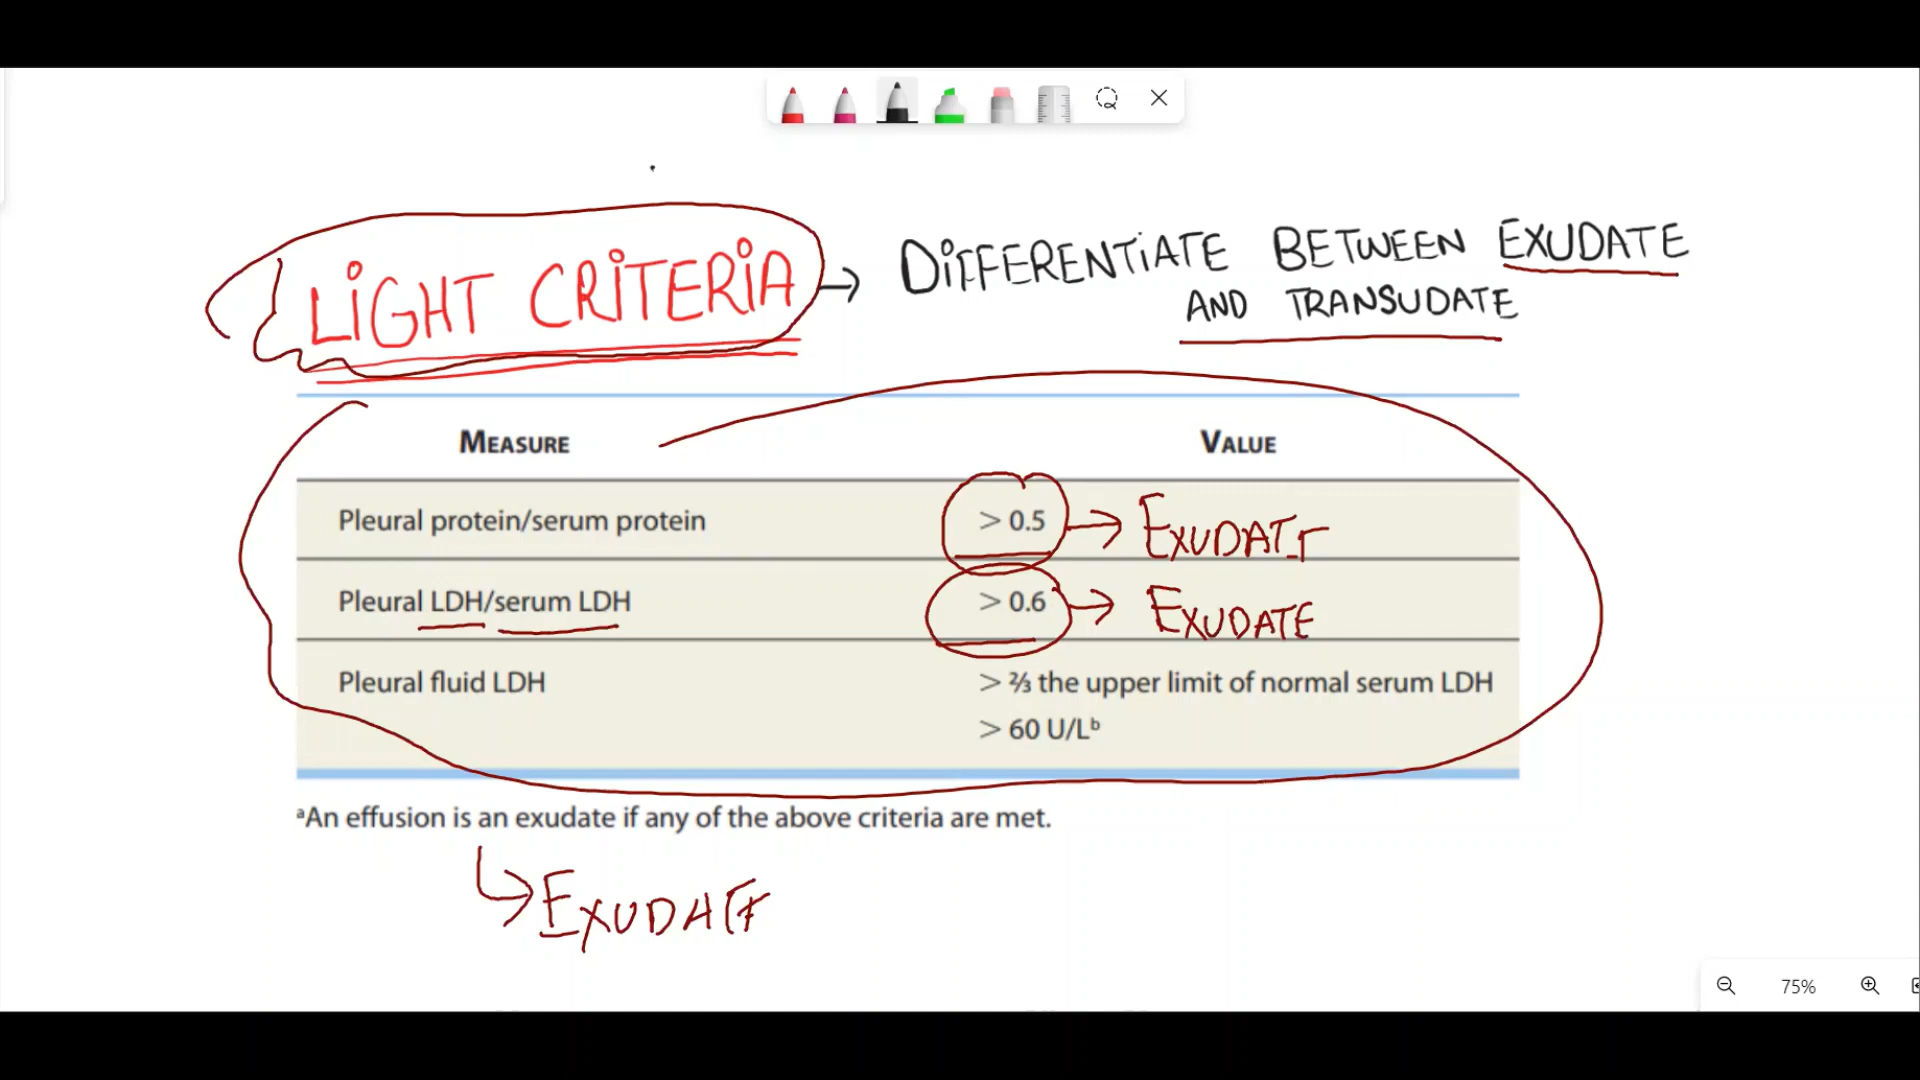 LIGHT CRITERIA → DIFFERENTIATE BETWEEN EXUDATE
AND TRANSUDATE
MEASURE VALUE
Pleural protein/serum protein > 0.5 → EXUDATE
Pleural LDH/serum LDH > 0.6 → EXUDATE
Pleural fluid LDH > ⅔ the upper limit of normal serum LDH
> 60 U/Lᵇ
ᵃAn effusion is an exudate if any of the above criteria are met.
EXUDATE
75%